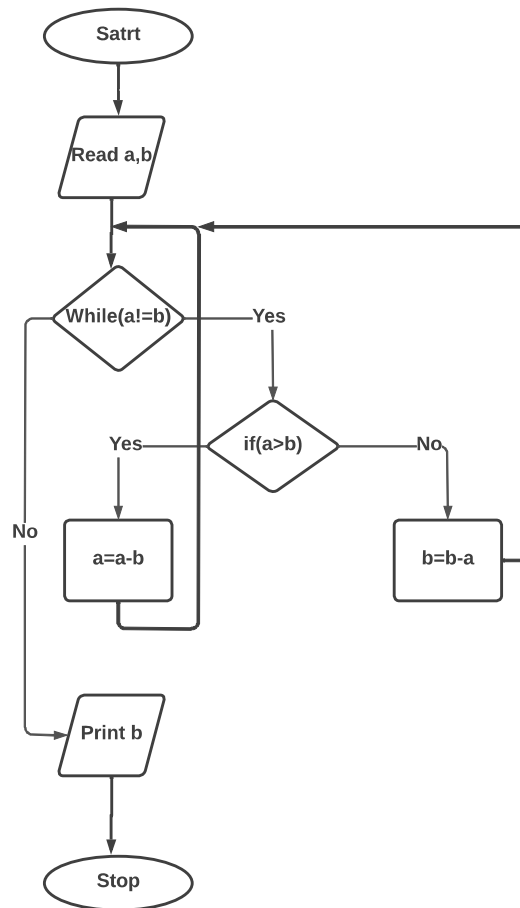 Satrt
Read a,b
While(a!=b)
Yes
if(a>b)
Yes
No
No
a=a-b
b=b-a
Print b
Stop